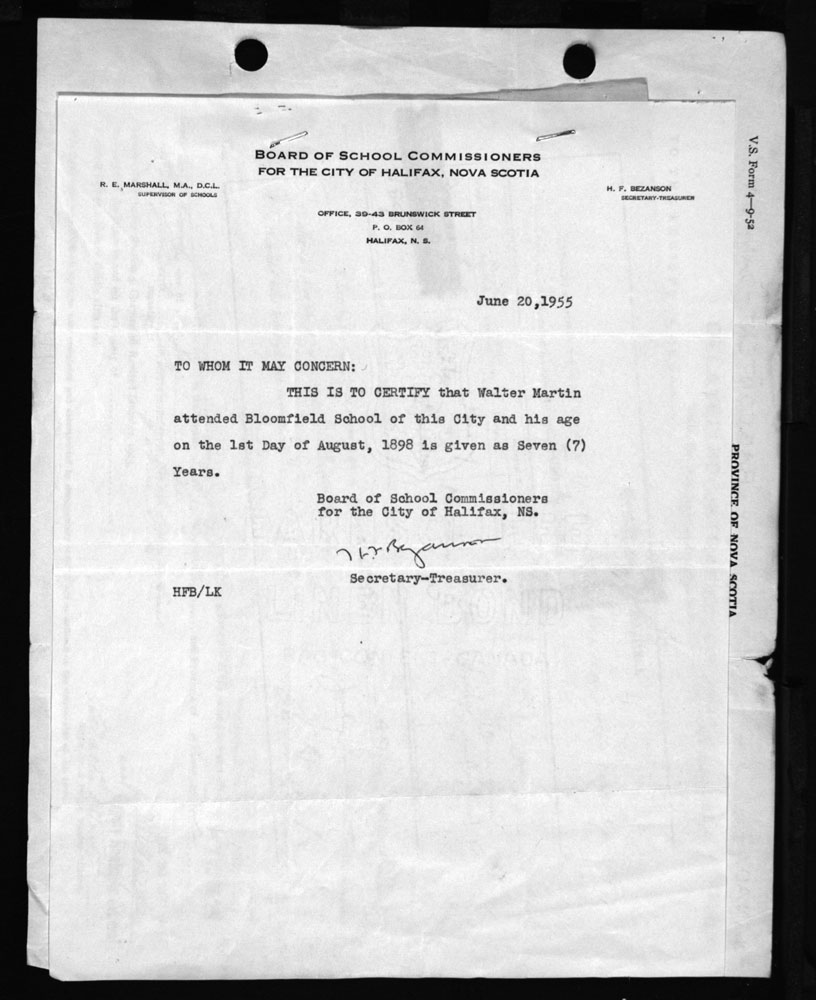 BOARD OF SCHOOL COMMISSIONERS
FOR THE CITY OF HALIFAX, NOVA SCOTIA
R. E. MARSHALL, M.A., D.C.L.
SUPERVISOR OF SCHOOLS
H. F. BEZANSON
SECRETARY-TREASURER
OFFICE, 39-43 BRUNSWICK STREET
P. O. BOX 64
HALIFAX, N. S.
June 20,1955
TO WHOM IT MAY CONCERN:
THIS IS TO CERTIFY that Walter Martin
attended Bloomfield School of this City and his age
on the 1st Day of August, 1898 is given as Seven (7)
Years.
Board of School Commissioners
for the City of Halifax, NS.
H F Bezanson
Secretary-Treasurer.
HFB/LK
V.S. Form 4—9-52
PROVINCE OF NOVA SCOTIA